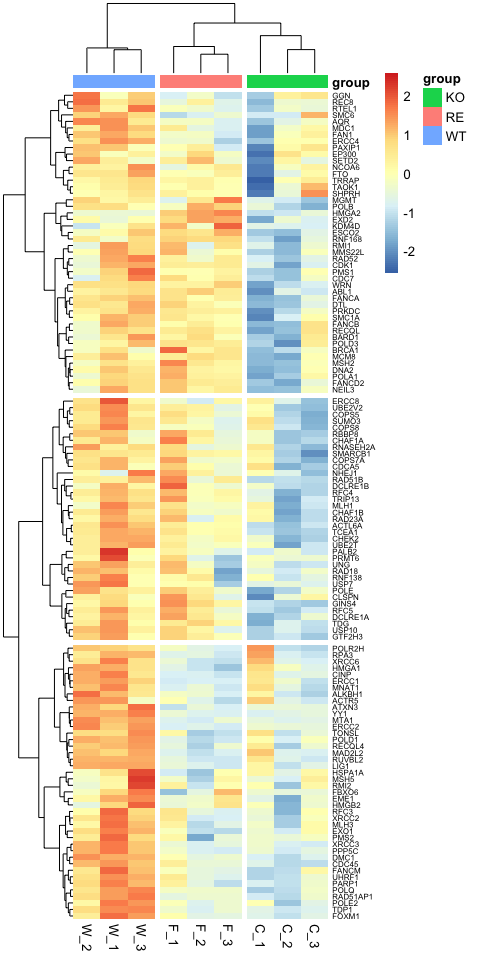 group
GGN
REC8
RTEL1
SMC6
AQR
MDC1
FAN1
ERCC4
PAXIP1
EP300
SETD2
NCOA6
FTO
TRRAP
TAOK1
SHPRH
MGMT
POLB
HMGA2
EXD2
KDM4D
ESCO2
RNF168
RMI1
MMS22L
RAD52
CDK1
PMS1
CDC7
WRN
ABL1
FANCA
DTL
PRKDC
SMC1A
FANCB
RECQL
BARD1
POLD3
BRCA1
MCM8
MSH2
DNA2
POLA1
FANCD2
NEIL3
ERCC8
UBE2V2
COPS5
SUMO3
COPS8
RBBP8
CHAF1A
RNASEH2A
SMARCB1
COPS7A
CDCA5
NHEJ1
RAD51B
DCLRE1B
RFC4
TRIP13
MLH1
CHAF1B
RAD23A
ACTL6A
TCEA1
CHEK2
UBE2T
PALB2
PRMT6
UNG
RAD18
RNF138
USP7
POLE
CLSPN
GINS4
RFC5
DCLRE1A
TDG
USP10
GTF2H3
POLR2H
RPA3
XRCC6
HMGA1
CINP
ERCC1
MNAT1
ALKBH1
ACTR5
ATXN3
YY1
MTA1
ERCC2
TONSL
POLD1
RECQL4
MAD2L2
RUVBL2
LIG1
HSPA1A
MSH5
RMI2
FBXO6
EME1
HMGB2
RFC3
XRCC2
MLH3
EXO1
PMS2
XRCC3
PPP5C
DMC1
CDC45
FANCM
UHRF1
PARP1
POLQ
RAD51AP1
POLE2
TDP1
FOXM1
W_2
W_1
W_3
F_1
F_2
F_3
C_1
C_2
C_3
2
1
0
-1
-2
group
KO
RE
WT